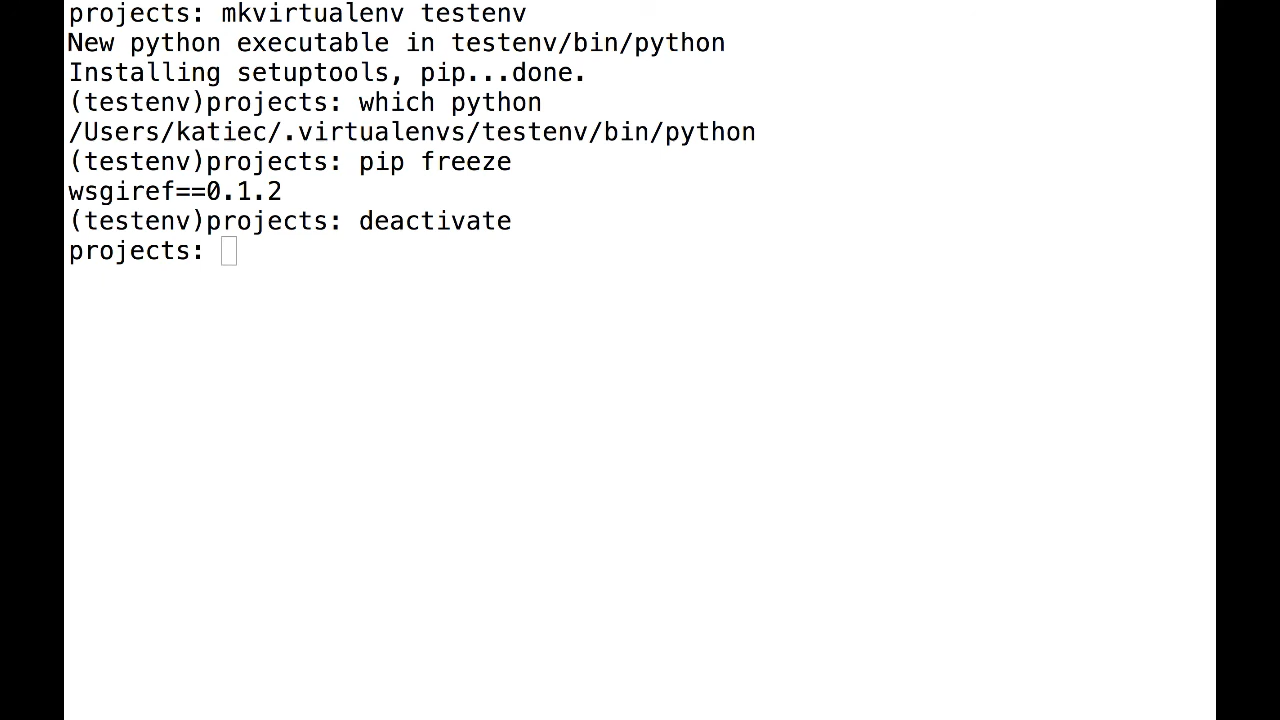 projects: mkvirtualenv testenv
New python executable in testenv/bin/python
Installing setuptools, pip...done.
(testenv)projects: which python
/Users/katiec/.virtualenvs/testenv/bin/python
(testenv)projects: pip freeze
wsgiref==0.1.2
(testenv)projects: deactivate
projects: